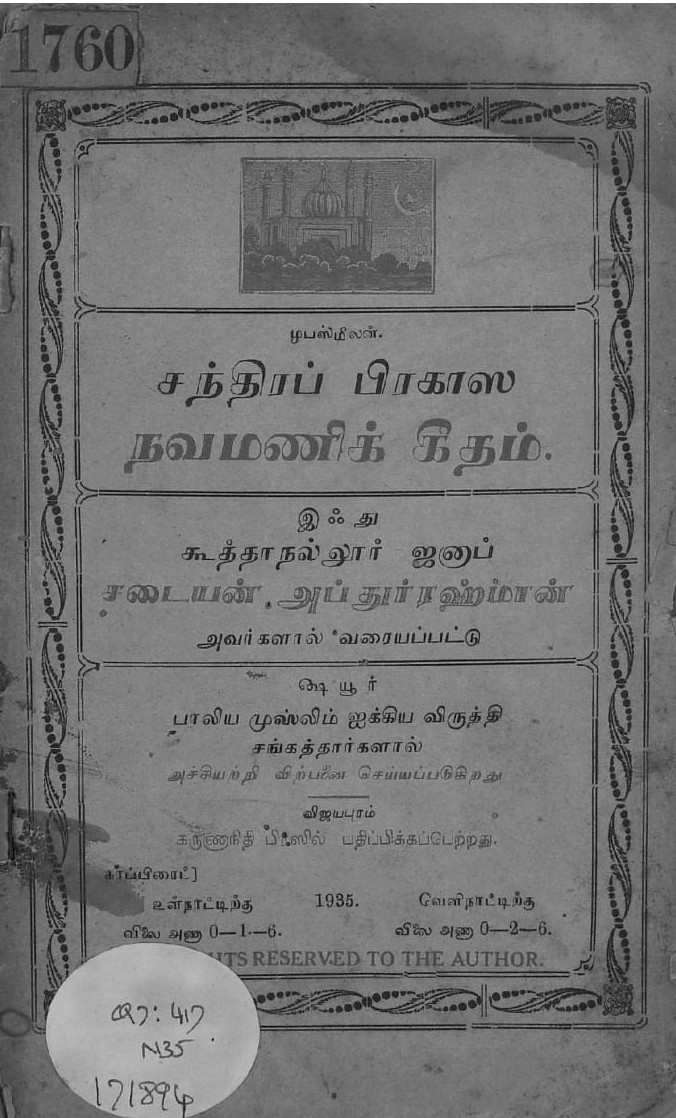 1760
முபஸ்மிலன்.
சந்திரப் பிரகாஸ
நவமணிக் கீதம்.
இஃது
கூத்தாநல்லூர் ஜனாப்
சடையன். அப்துர்ரஹ்மான்
அவர்களால் வரையப்பட்டு
௸ யூர்
பாலிய முஸ்லிம் ஐக்கிய விருத்தி
சங்கத்தார்களால்
அச்சியற்றி விற்பனை செய்யப்படுகிறது
விஜயபுரம்
கருணாநிதி பிரஸில் பதிப்பிக்கப்பெற்றது.
கார்ப்பிரைட்]
உள்நாட்டிற்கு 1935. வேளிநாட்டிற்கு
விலை அணா 0—1—6. விலை அணா 0—2—6.
RESERVED TO THE AUTHOR.
N35
171894